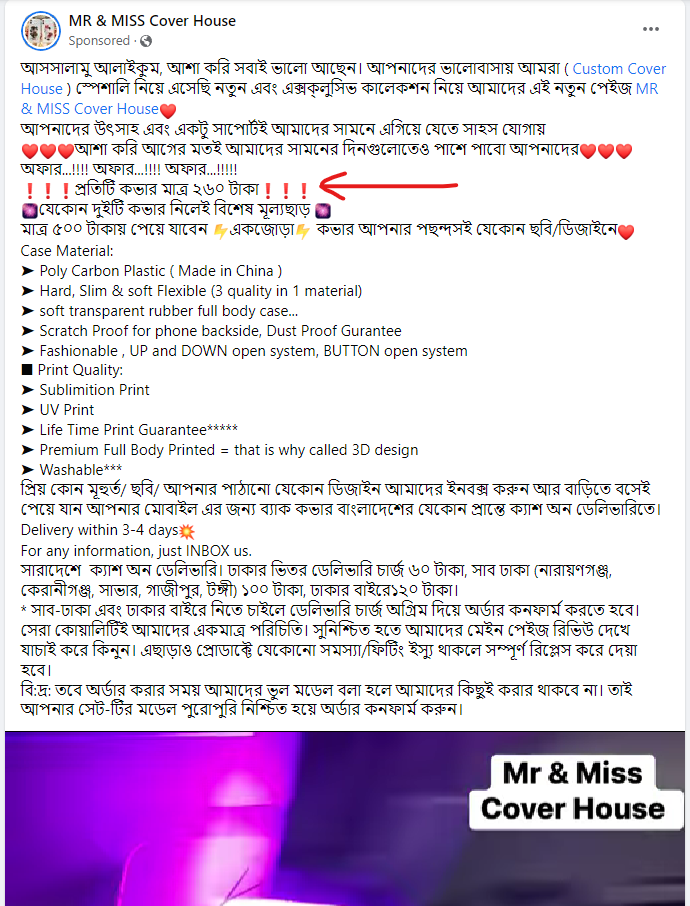 MR & MISS Cover House
Sponsored ·
আসসালামু আলাইকুম, আশা করি সবাই ভালো আছেন। আপনাদের ভালোবাসায় আমরা ( Custom Cover
House ) স্পেশালি নিয়ে এসেছি নতুন এবং এক্সক্লুসিভ কালেকশন নিয়ে আমাদের এই নতুন পেইজ MR
& MISS Cover House❤️
আপনাদের উৎসাহ এবং একটু সাপোর্টই আমাদের সামনে এগিয়ে যেতে সাহস যোগায়
❤️❤️❤️আশা করি আগের মতই আমাদের সামনের দিনগুলোতেও পাশে পাবো আপনাদের❤️❤️❤️
অফার...!!!! অফার...!!!! অফার...!!!!!
❗❗❗প্রতিটি কভার মাত্র ২৬০ টাকা❗❗❗
🎆যেকোন দুইটি কভার নিলেই বিশেষ মূল্যছাড় 🎆
মাত্র ৫০০ টাকায় পেয়ে যাবেন ⚡একজোড়া⚡ কভার আপনার পছন্দসই যেকোন ছবি/ডিজাইনে❤️
Case Material:
➤ Poly Carbon Plastic ( Made in China )
➤ Hard, Slim & soft Flexible (3 quality in 1 material)
➤ soft transparent rubber full body case...
➤ Scratch Proof for phone backside, Dust Proof Gurantee
➤ Fashionable , UP and DOWN open system, BUTTON open system
■ Print Quality:
➤ Sublimition Print
➤ UV Print
➤ Life Time Print Guarantee*****
➤ Premium Full Body Printed = that is why called 3D design
➤ Washable***
প্রিয় কোন মূহুর্ত/ ছবি/ আপনার পাঠানো যেকোন ডিজাইন আমাদের ইনবক্স করুন আর বাড়িতে বসেই
পেয়ে যান আপনার মোবাইল এর জন্য ব্যাক কভার বাংলাদেশের যেকোন প্রান্তে ক্যাশ অন ডেলিভারিতে।
Delivery within 3-4 days💥
For any information, just INBOX us.
সারাদেশে ক্যাশ অন ডেলিভারি। ঢাকার ভিতর ডেলিভারি চার্জ ৬০ টাকা, সাব ঢাকা (নারায়ণগঞ্জ,
কেরানীগঞ্জ, সাভার, গাজীপুর, টঙ্গী) ১০০ টাকা, ঢাকার বাইরে১২০ টাকা।
* সাব-ঢাকা এবং ঢাকার বাইরে নিতে চাইলে ডেলিভারি চার্জ অগ্রিম দিয়ে অর্ডার কনফার্ম করতে হবে।
সেরা কোয়ালিটিই আমাদের একমাত্র পরিচিতি। সুনিশ্চিত হতে আমাদের মেইন পেইজ রিভিউ দেখে
যাচাই করে কিনুন। এছাড়াও প্রোডাক্টে যেকোনো সমস্যা/ফিটিং ইস্যু থাকলে সম্পূর্ণ রিপ্লেস করে দেয়া
হবে।
বি:দ্র: তবে অর্ডার করার সময় আমাদের ভুল মডেল বলা হলে আমাদের কিছুই করার থাকবে না। তাই
আপনার সেট-টির মডেল পুরোপুরি নিশ্চিত হয়ে অর্ডার কনফার্ম করুন।
Mr & Miss
Cover House